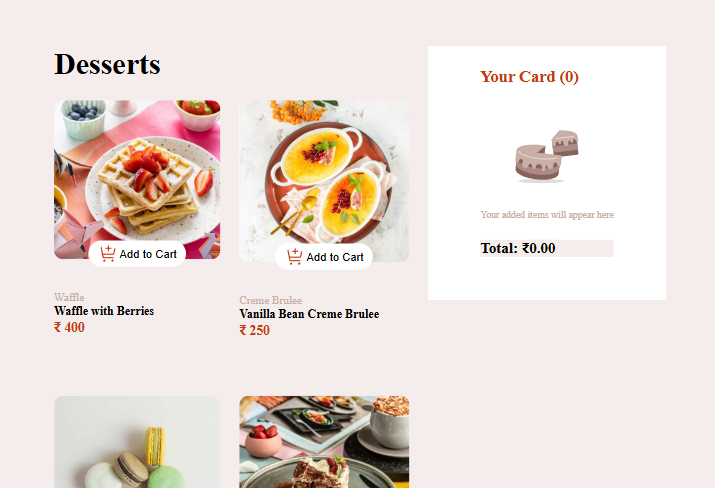 Desserts
Add to Cart
Waffle
Waffle with Berries
₹ 400
Add to Cart
Creme Brulee
Vanilla Bean Creme Brulee
₹ 250
Your Card (0)
Your added items will appear here
Total: ₹0.00